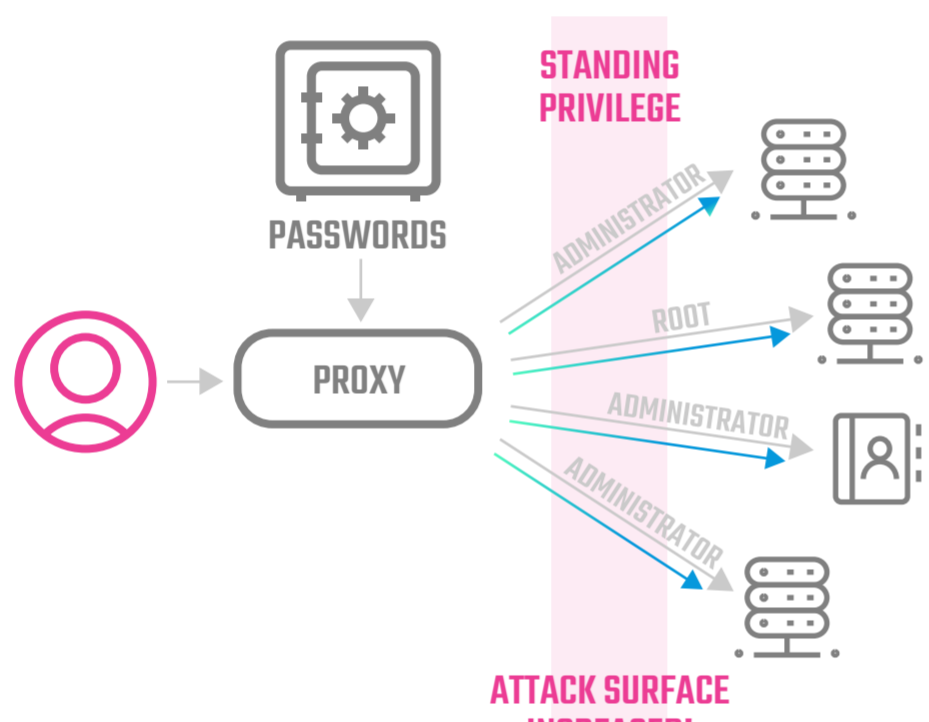 STANDING
PRIVILEGE
PASSWORDS
PROXY
ADMINISTRATOR
ROOT
ADMINISTRATOR
ADMINISTRATOR
ATTACK SURFACE